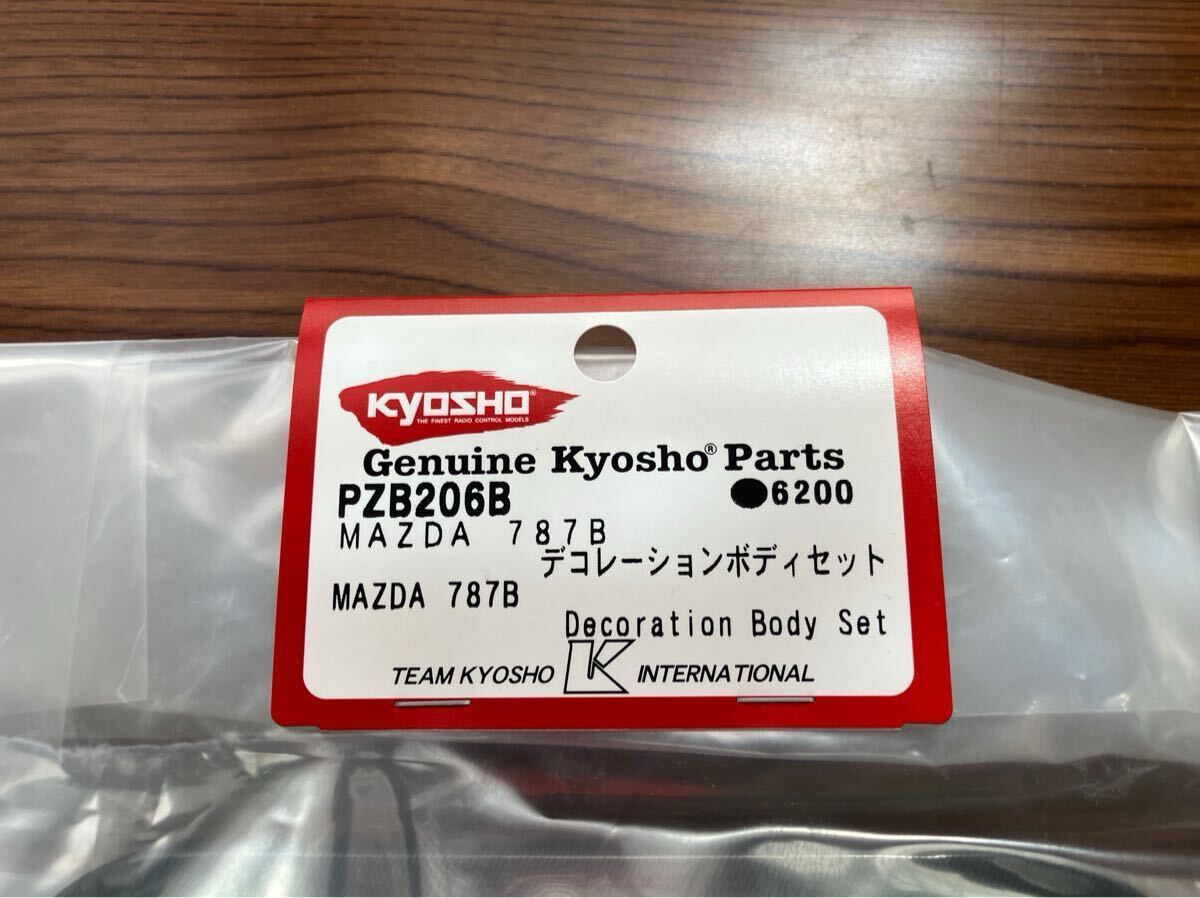 KYOSHO®
THE FINEST RADIO CONTROL MODELS
Genuine Kyosho® Parts
PZB206B ●6200
MAZDA 787B
デコレーションボディセット
MAZDA 787B
Decoration Body Set
TEAM KYOSHO K INTERNATIONAL